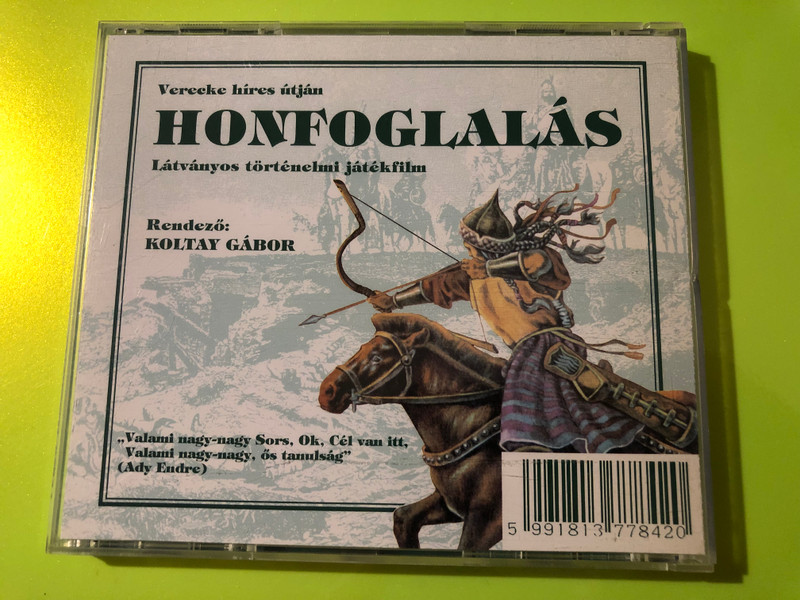 Verecke híres útján
HONFOGLALÁS
Látványos történelmi játékfilm
Rendező:
KOLTAY GÁBOR
„Valami nagy-nagy Sors, Ok, Cél van itt,
Valami nagy-nagy, ős tanulság”
(Ady Endre)
5 991813 778420